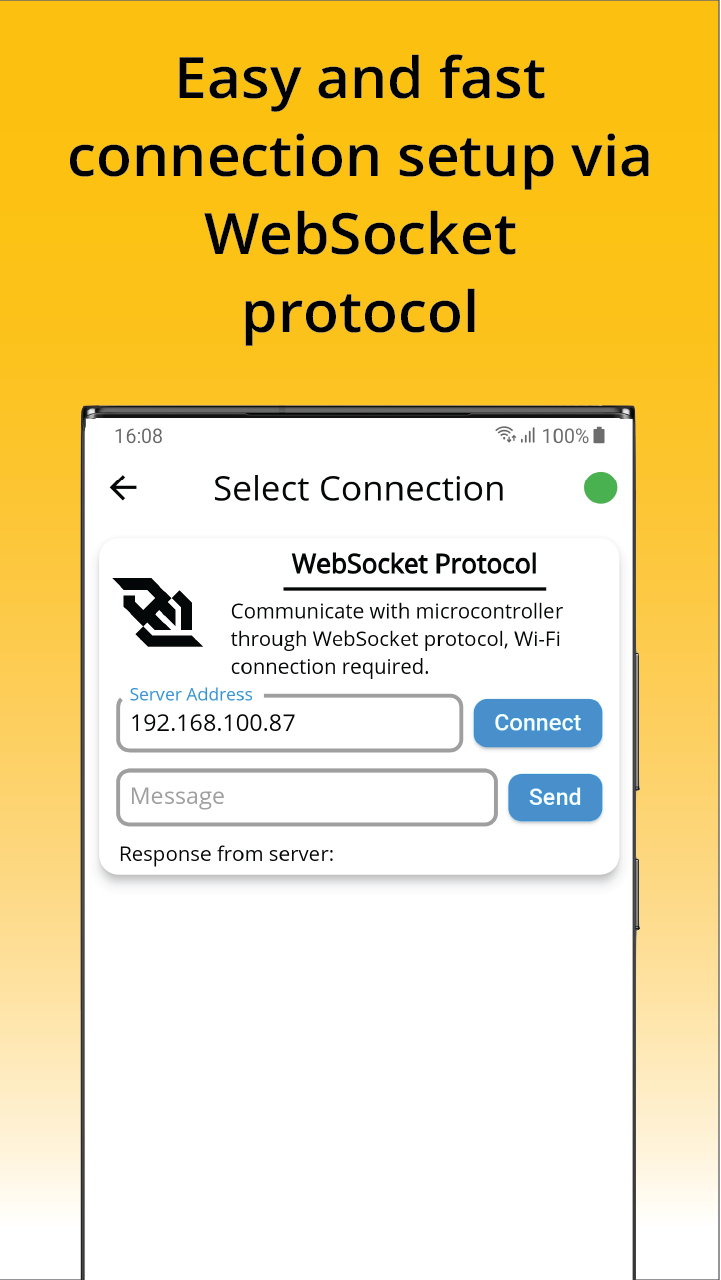 Easy and fast
connection setup via
WebSocket
protocol
16:08
100%
Select Connection
WebSocket Protocol
Communicate with microcontroller
through WebSocket protocol, Wi-Fi
connection required.
Server Address
192.168.100.87
Connect
Message
Send
Response from server: